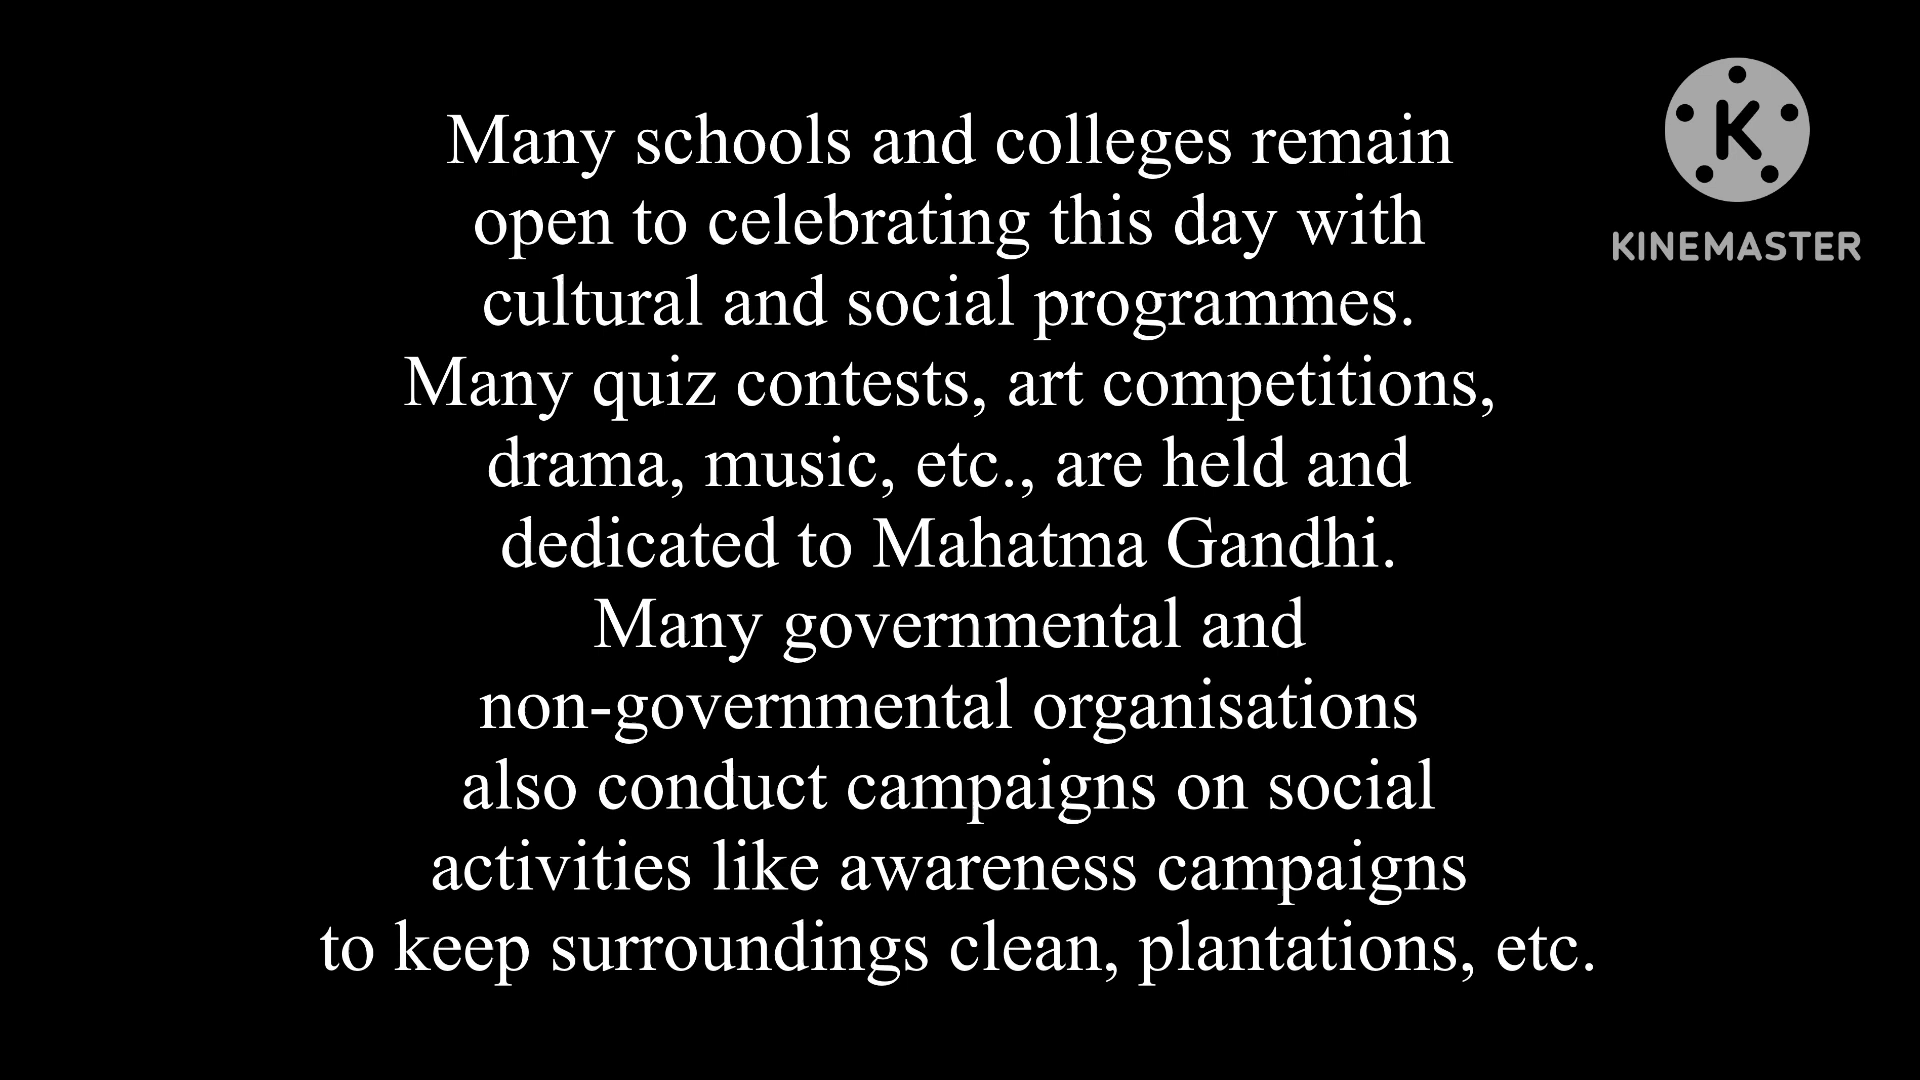 Many schools and colleges remain
open to celebrating this day with
cultural and social programmes.
Many quiz contests, art competitions,
drama, music, etc., are held and
dedicated to Mahatma Gandhi.
Many governmental and
non-governmental organisations
also conduct campaigns on social
activities like awareness campaigns
to keep surroundings clean, plantations, etc.
K
KINEMASTER